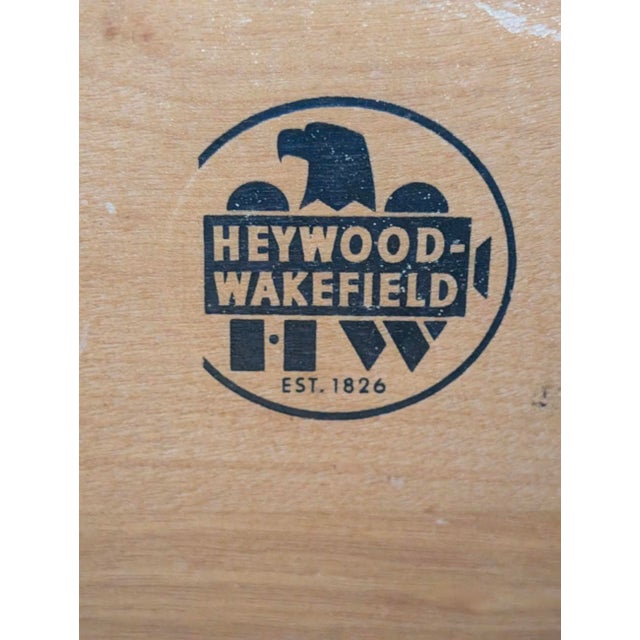 HEYWOOD-
WAKEFIELD
H W
EST. 1826